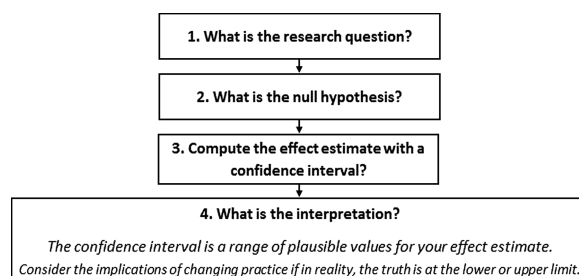 1. What is the research question?
2. What is the null hypothesis?
3. Compute the effect estimate with a
confidence interval?
4. What is the interpretation?
The confidence interval is a range of plausible values for your effect estimate.
Consider the implications of changing practice if in reality, the truth is at the lower or upper limit.